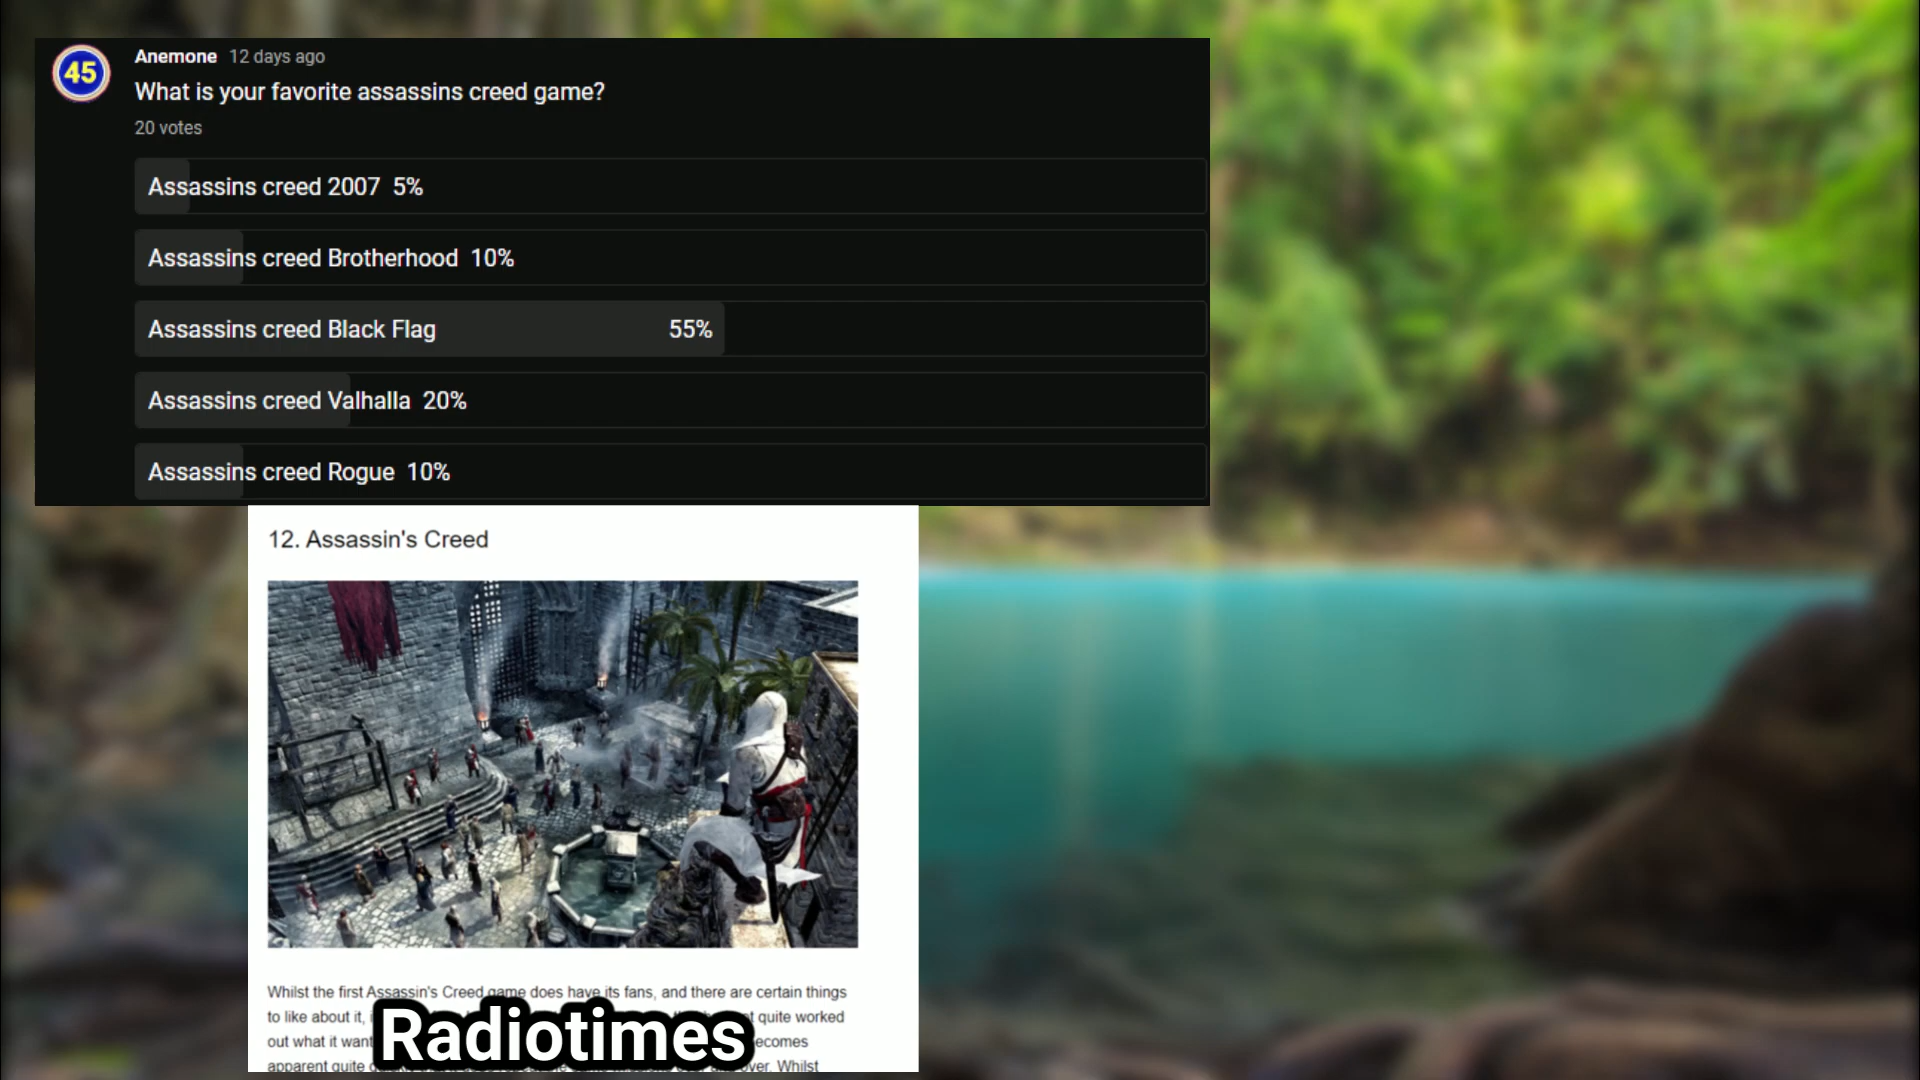 45
Anemone 12 days ago
What is your favorite assassins creed game?
20 votes
Assassins creed 2007 5%
Assassins creed Brotherhood 10%
Assassins creed Black Flag 55%
Assassins creed Valhalla 20%
Assassins creed Rogue 10%
12. Assassin's Creed
Whilst the first Assassin's Creed game does have its fans, and there are certain things
to like about it, quite worked
out what it want
apparent quite Whilst
Radiotimes